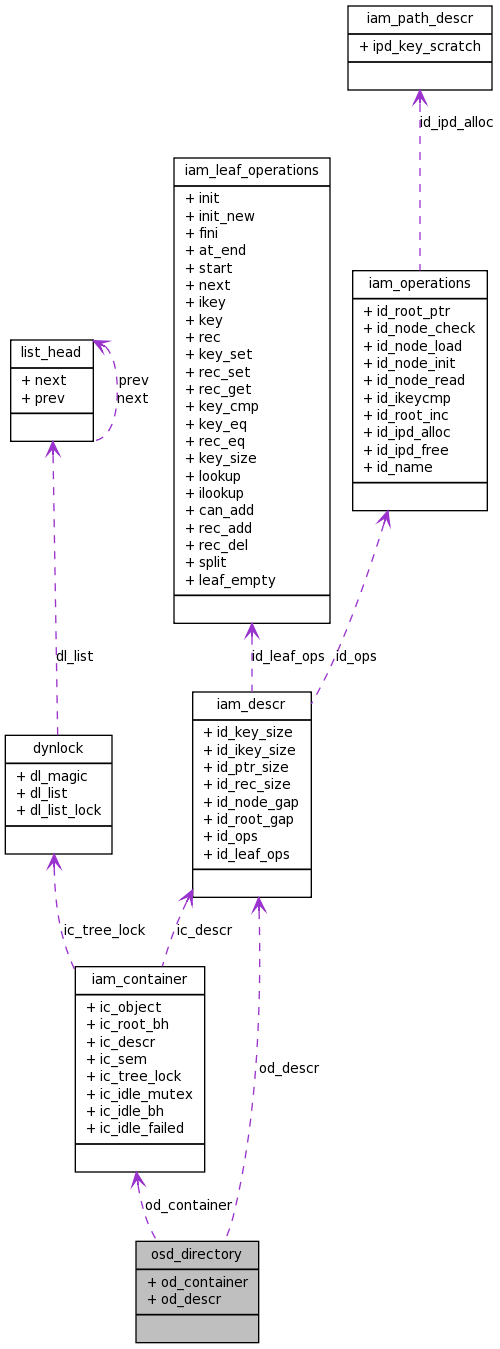 iam_path_descr
+ ipd_key_scratch
id_ipd_alloc
iam_leaf_operations
+ init
+ init_new
+ fini
+ at_end
+ start
+ next
+ ikey
+ key
+ rec
+ key_set
+ rec_set
+ rec_get
+ key_cmp
+ key_eq
+ rec_eq
+ key_size
+ lookup
+ ilookup
+ can_add
+ rec_add
+ rec_del
+ split
+ leaf_empty
iam_operations
+ id_root_ptr
+ id_node_check
+ id_node_load
+ id_node_init
+ id_node_read
+ id_ikeycmp
+ id_root_inc
+ id_ipd_alloc
+ id_ipd_free
+ id_name
list_head
+ next
+ prev
prev
next
dl_list
id_leaf_ops
id_ops
dynlock
+ dl_magic
+ dl_list
+ dl_list_lock
iam_descr
+ id_key_size
+ id_ikey_size
+ id_ptr_size
+ id_rec_size
+ id_node_gap
+ id_root_gap
+ id_ops
+ id_leaf_ops
ic_tree_lock
ic_descr
iam_container
+ ic_object
+ ic_root_bh
+ ic_descr
+ ic_sem
+ ic_tree_lock
+ ic_idle_mutex
+ ic_idle_bh
+ ic_idle_failed
od_descr
od_container
osd_directory
+ od_container
+ od_descr